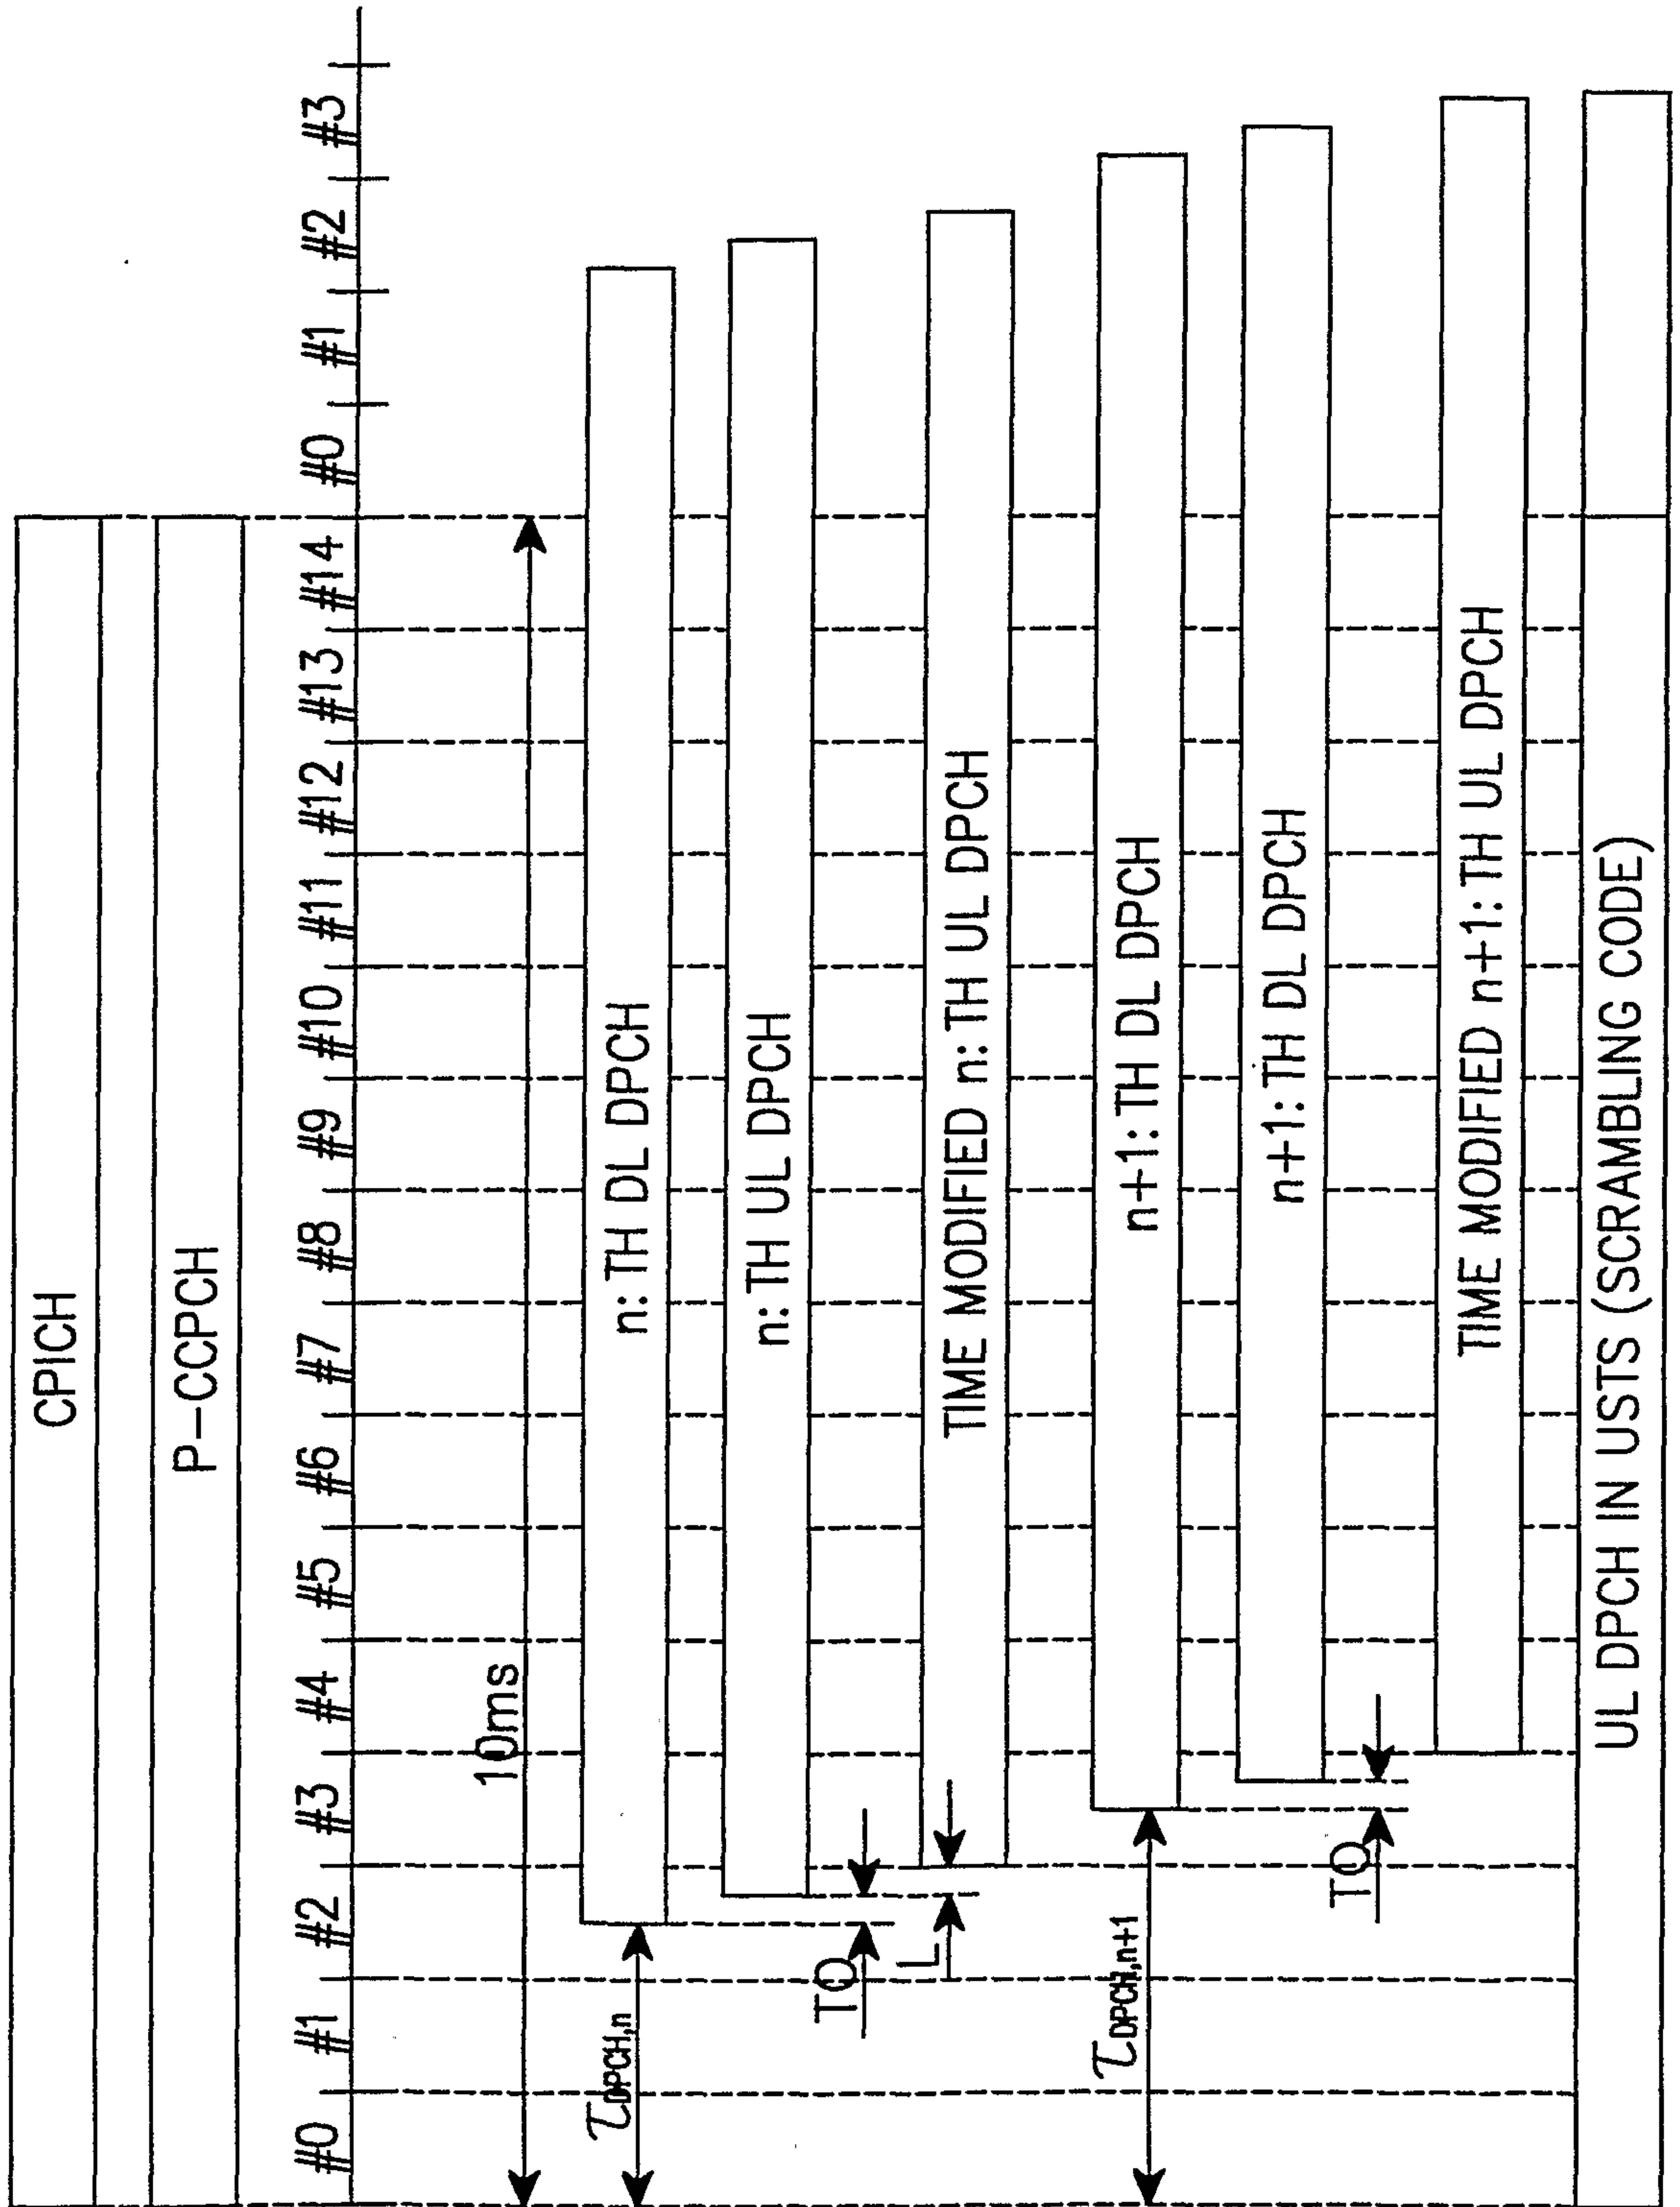 CPICH
P-CCPCH
#0 #1 #2 #3 #4 #5 #6 #7 #8 #9 #10 #11 #12 #13 #14 #0 #1 #2 #3
10ms
τDPCH,n
n: TH DL DPCH
n: TH UL DPCH
TO
L
TIME MODIFIED n: TH UL DPCH
τDPCH,n+1
n+1: TH DL DPCH
n+1: TH DL DPCH
TO
TIME MODIFIED n+1: TH UL DPCH
UL DPCH IN USTS (SCRAMBLING CODE)